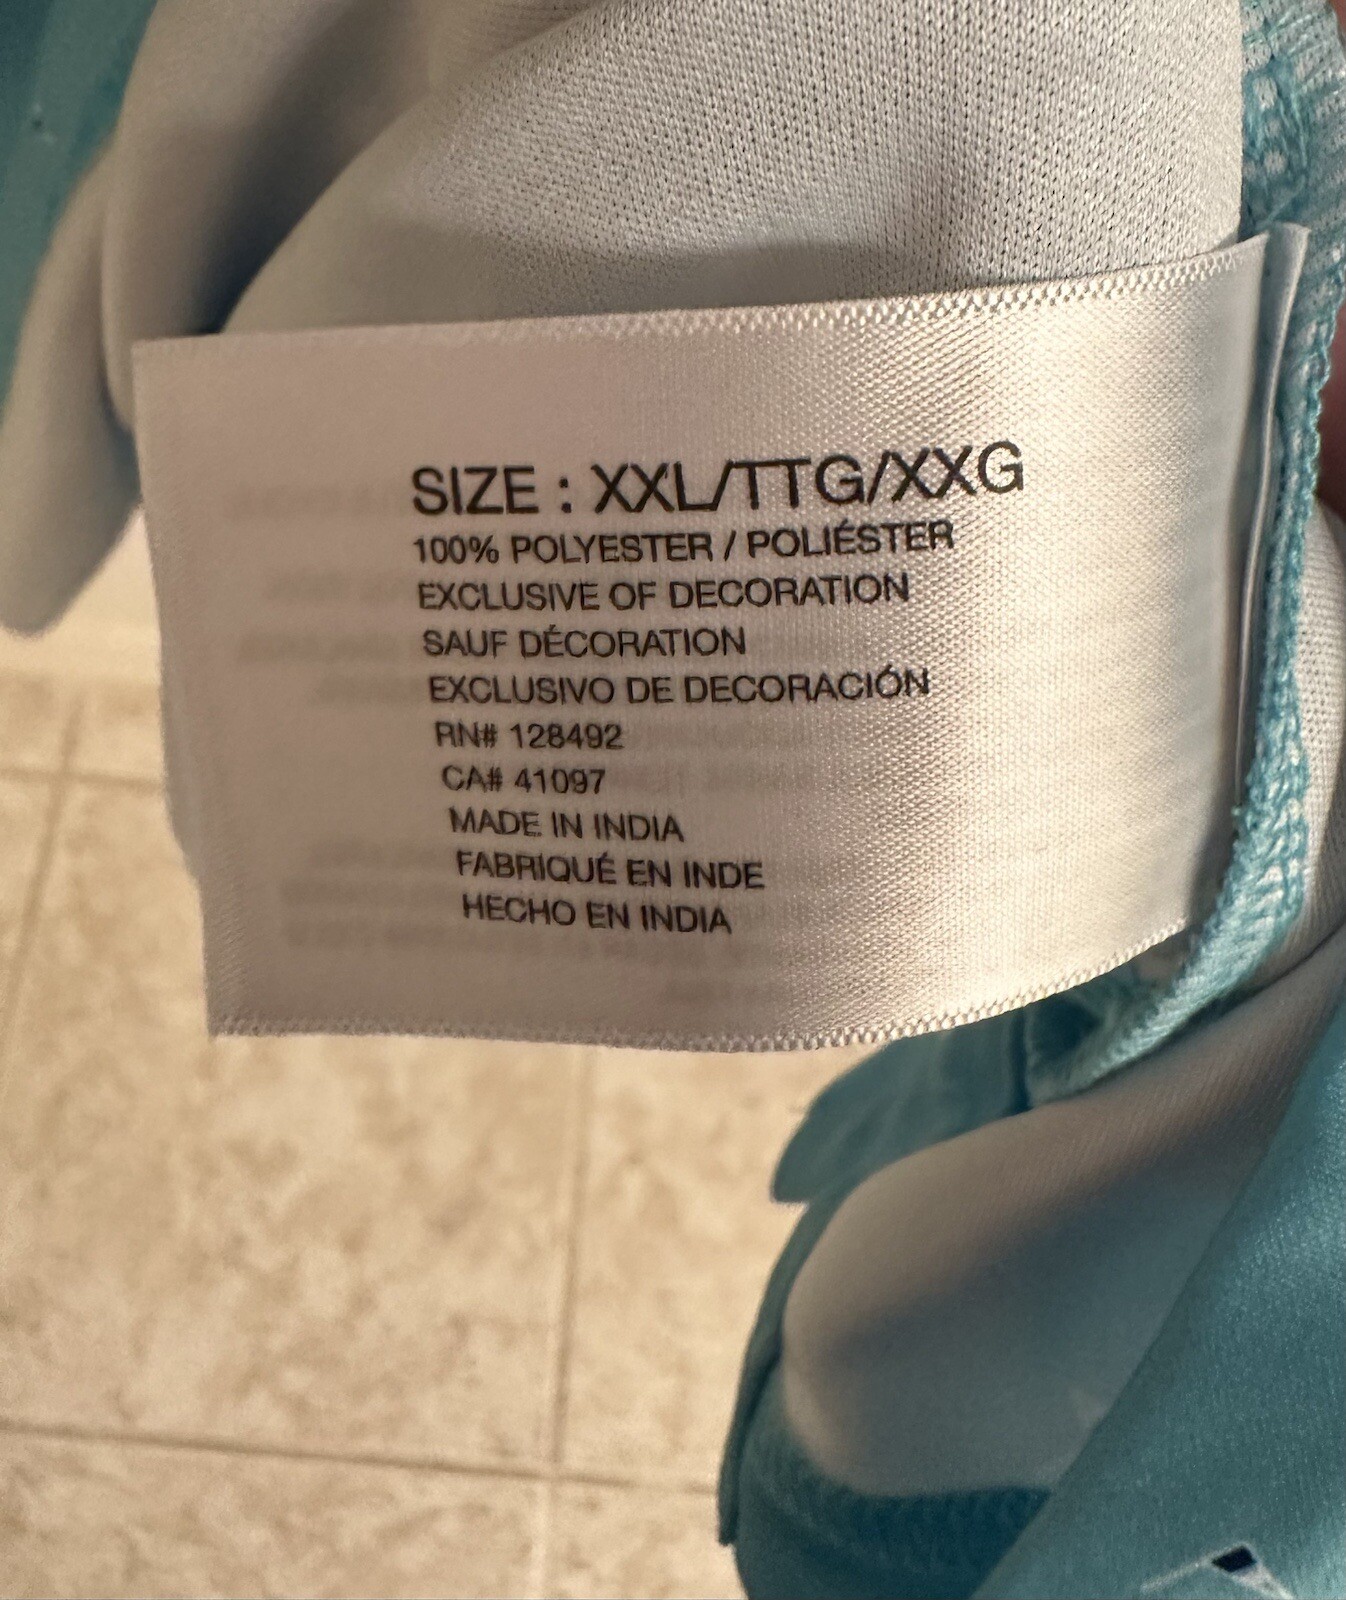 SIZE : XXL/TTG/XXG
100% POLYESTER / POLIÉSTER
EXCLUSIVE OF DECORATION
SAUF DÉCORATION
EXCLUSIVO DE DECORACIÓN
RN# 128492
CA# 41097
MADE IN INDIA
FABRIQUÉ EN INDE
HECHO EN INDIA